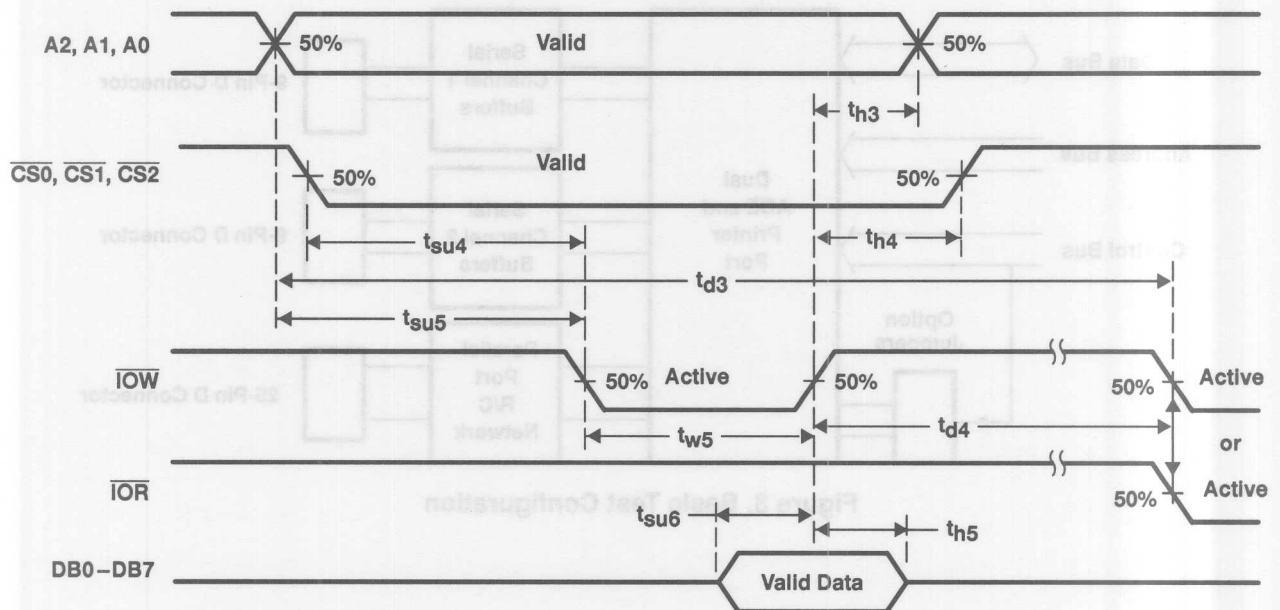 A2, A1, A0
50%
Valid
50%
th3
CS0, CS1, CS2
50%
Valid
50%
tsu4
th4
td3
tsu5
IOW
50%
Active
50%
50%
Active
tw5
td4
or
IOR
50%
Active
tsu6
th5
DB0–DB7
Valid Data
Data Bus
Address Bus
Control Bus
Dual
ACE and
Printer
Port
Option
Jumpers
Serial
Channel 1
Buffers
9-Pin D Connector
Serial
Channel 2
Buffers
9-Pin D Connector
Parallel
Port
R/C
Network
25-Pin D Connector
Figure 3. Basic Test Configuration